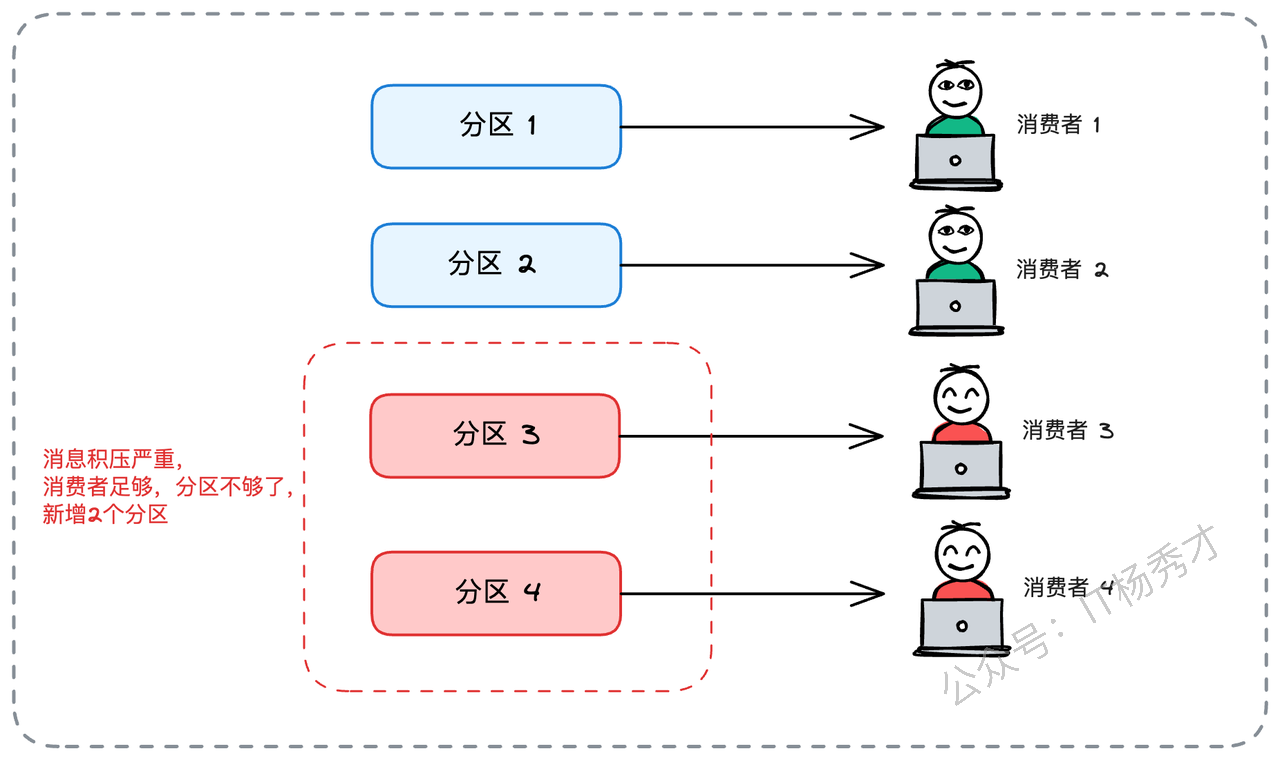 分区 1
消费者 1
分区 2
消费者 2
分区 3
消费者 3
消息积压严重，
消费者足够，分区不够了，
新增2个分区
分区 4
消费者 4
公众号：IT杨秀才